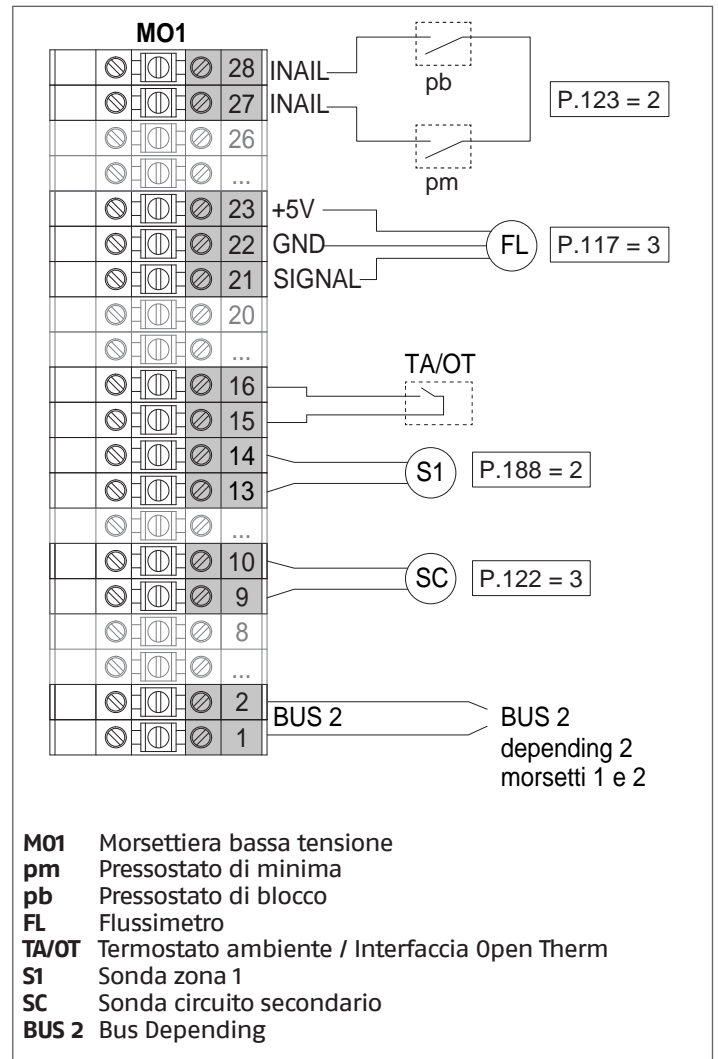 MO1
28 INAIL
pb
27 INAIL
P.123 = 2
26
...
pm
23 +5V
22 GND FL P.117 = 3
21 SIGNAL
20
...
TA/OT
16
15
14
S1 P.188 = 2
13
...
10
SC P.122 = 3
9
8
...
2
BUS 2 BUS 2
1
depending 2
morsetti 1 e 2
MO1 Morsettiera bassa tensione
pm Pressostato di minima
pb Pressostato di blocco
FL Flussimetro
TA/OT Termostato ambiente / Interfaccia Open Therm
S1 Sonda zona 1
SC Sonda circuito secondario
BUS 2 Bus Depending